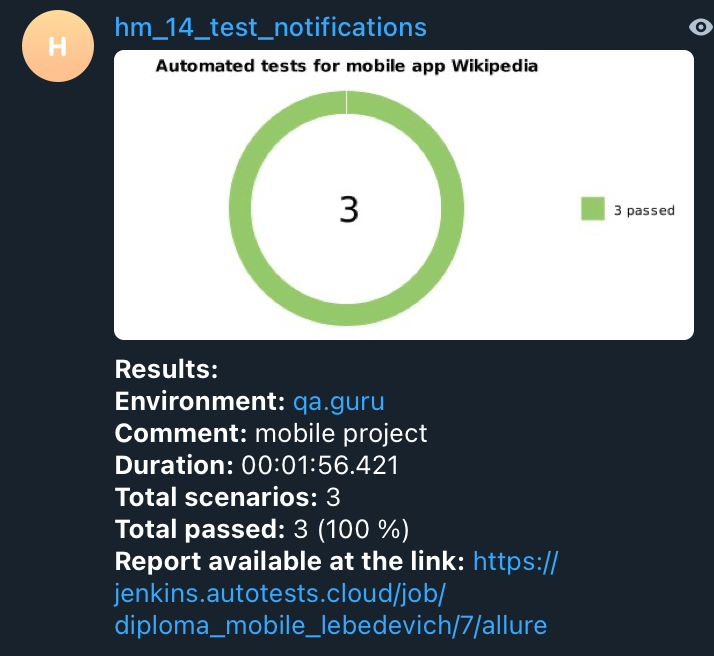 H
hm_14_test_notifications
Automated tests for mobile app Wikipedia
3
3 passed
Results:
Environment: qa.guru
Comment: mobile project
Duration: 00:01:56.421
Total scenarios: 3
Total passed: 3 (100 %)
Report available at the link: https://
jenkins.autotests.cloud/job/
diploma_mobile_lebedevich/7/allure